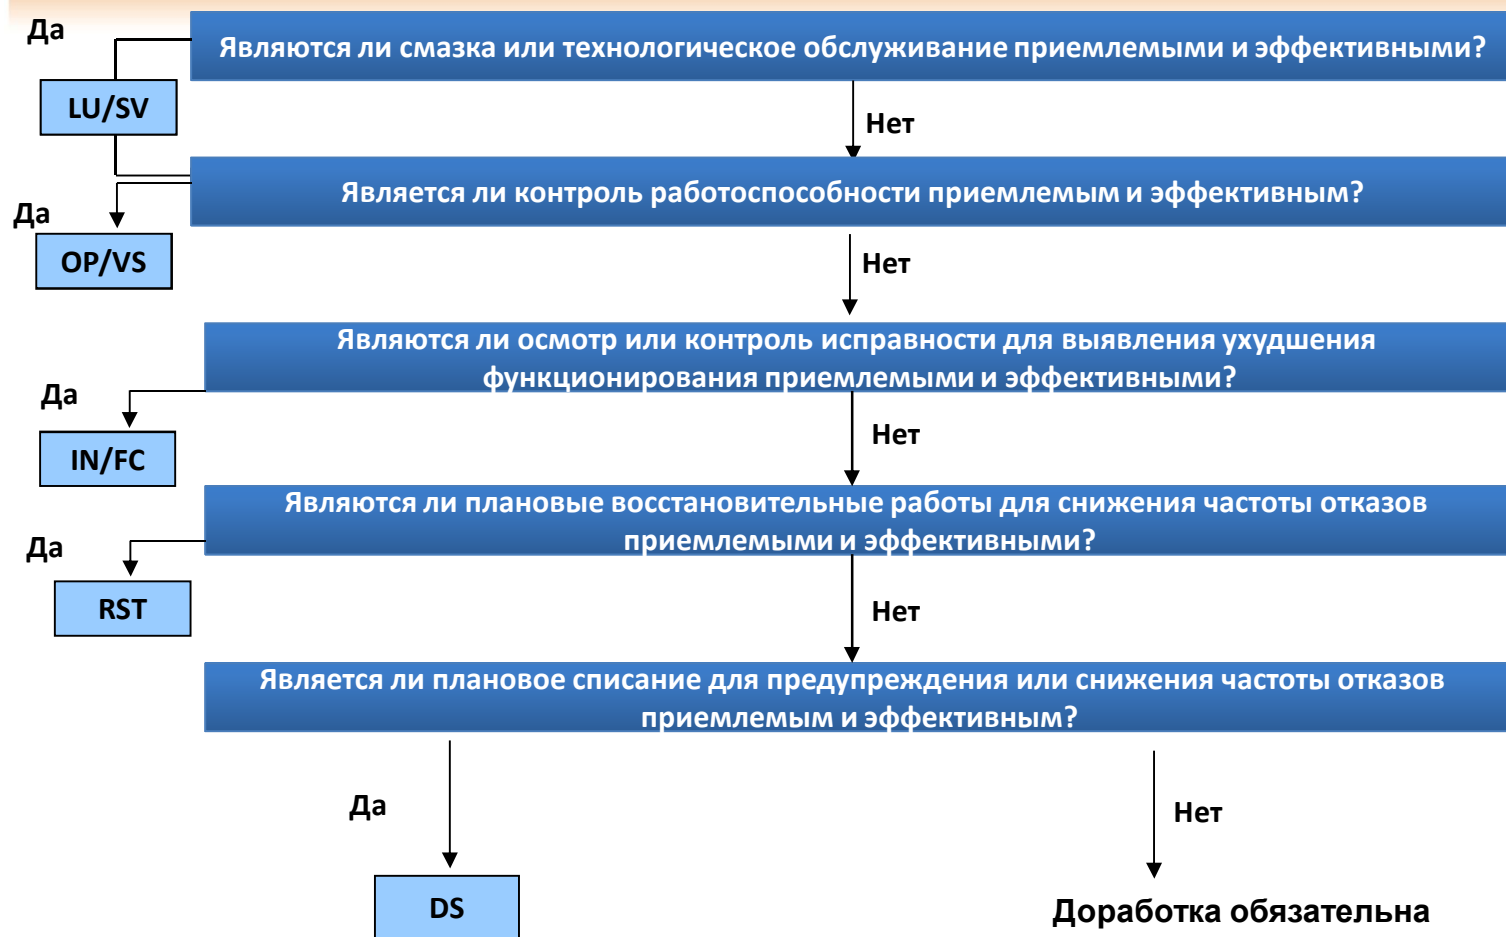 Да
Являются ли смазка или технологическое обслуживание приемлемыми и эффективными?
LU/SV
Нет
Является ли контроль работоспособности приемлемым и эффективным?
Да
OP/VS
Нет
Являются ли осмотр или контроль исправности для выявления ухудшения
функционирования приемлемыми и эффективными?
Да
IN/FC
Нет
Являются ли плановые восстановительные работы для снижения частоты отказов
приемлемыми и эффективными?
Да
RST
Нет
Является ли плановое списание для предупреждения или снижения частоты отказов
приемлемым и эффективным?
Да
Нет
DS
Доработка обязательна